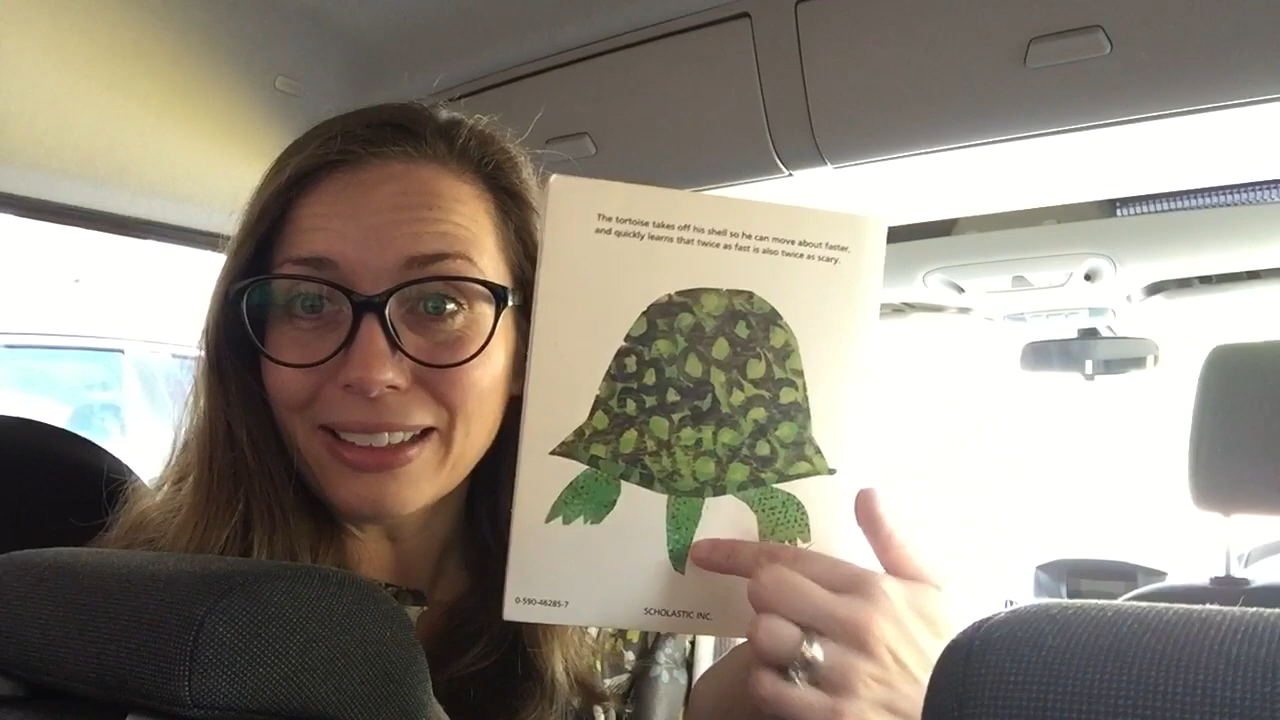 The tortoise takes off his shell so he can move about faster,
and quickly learns that twice as fast is also twice as scary.
0-590-46285-7
SCHOLASTIC INC.